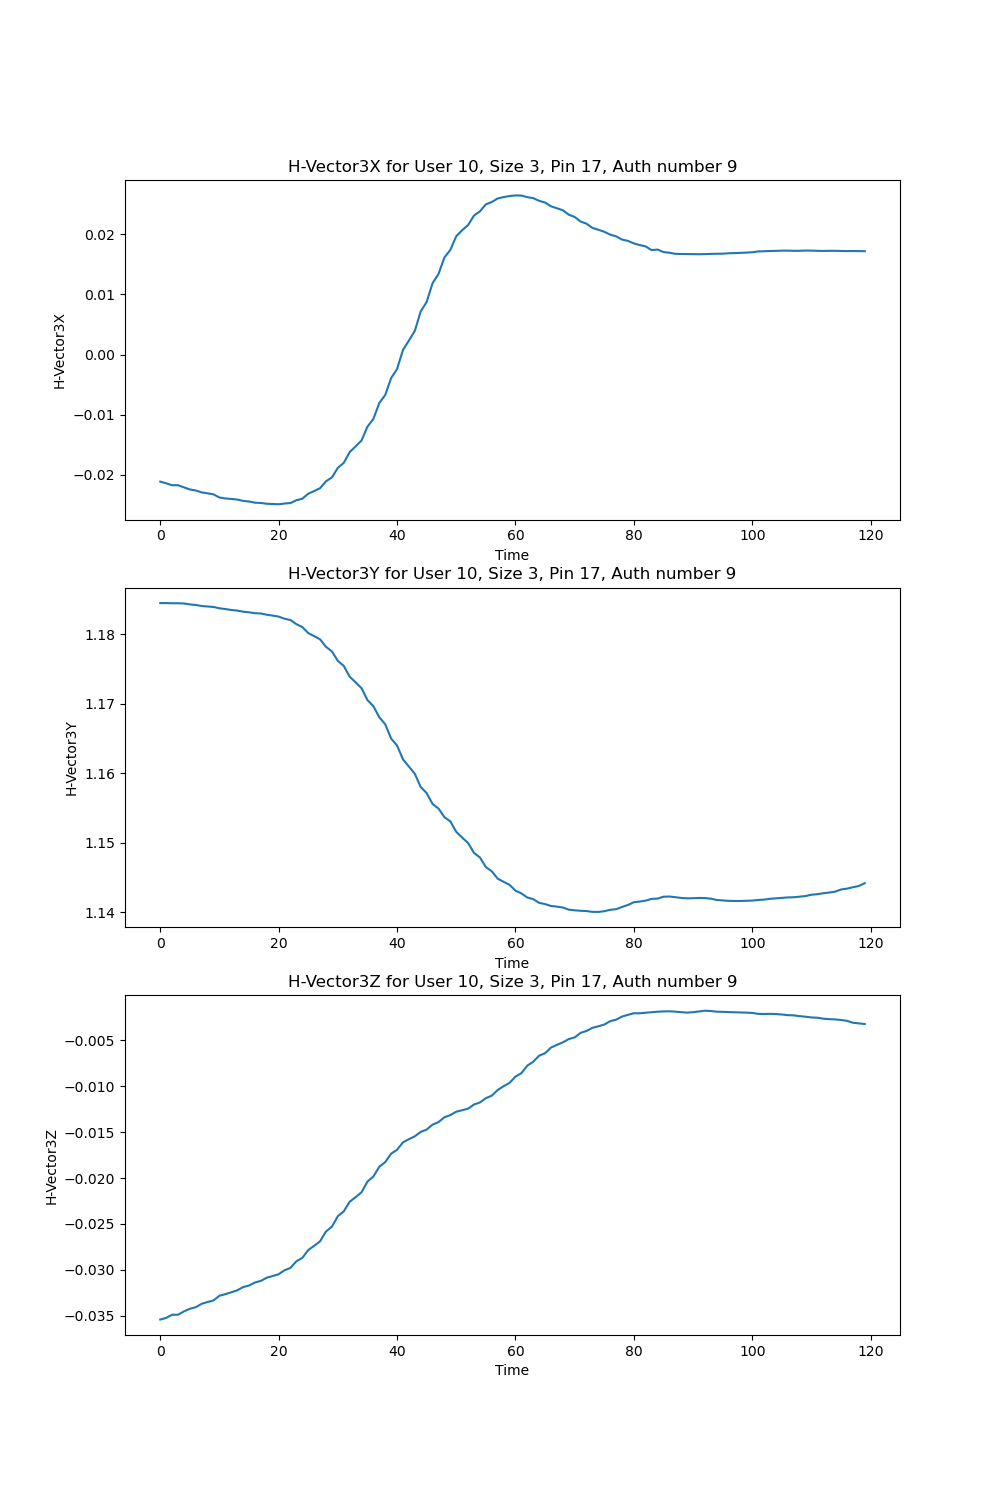 H-Vector3X for User 10, Size 3, Pin 17, Auth number 9
0.02
0.01
0.00
−0.01
−0.02
H-Vector3X
0 20 40 60 80 100 120
Time
H-Vector3Y for User 10, Size 3, Pin 17, Auth number 9
1.18
1.17
1.16
1.15
1.14
H-Vector3Y
0 20 40 60 80 100 120
Time
H-Vector3Z for User 10, Size 3, Pin 17, Auth number 9
−0.005
−0.010
−0.015
−0.020
−0.025
−0.030
−0.035
H-Vector3Z
0 20 40 60 80 100 120
Time